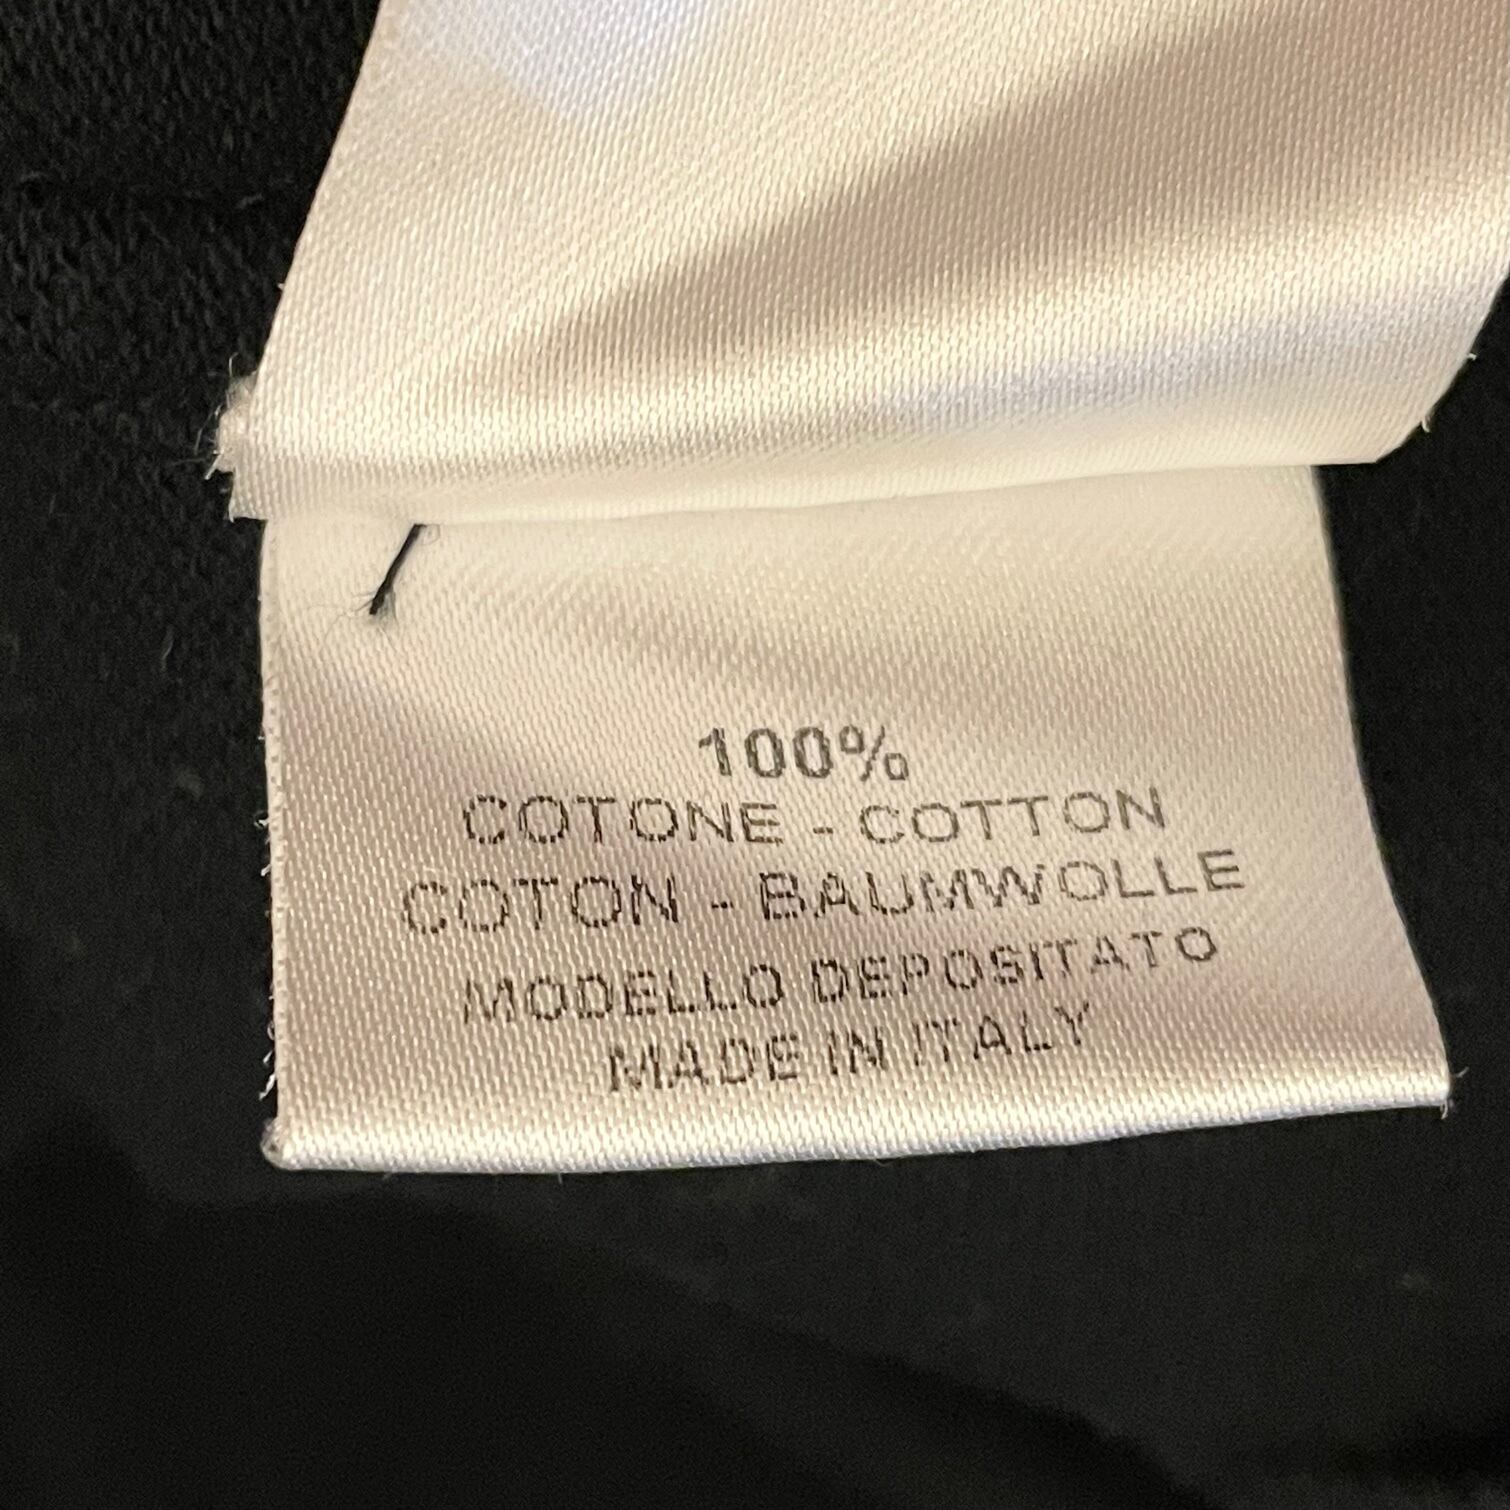 100%
COTONE - COTTON
COTON - BAUMWOLLE
MODELLO DEPOSITATO
MADE IN ITALY